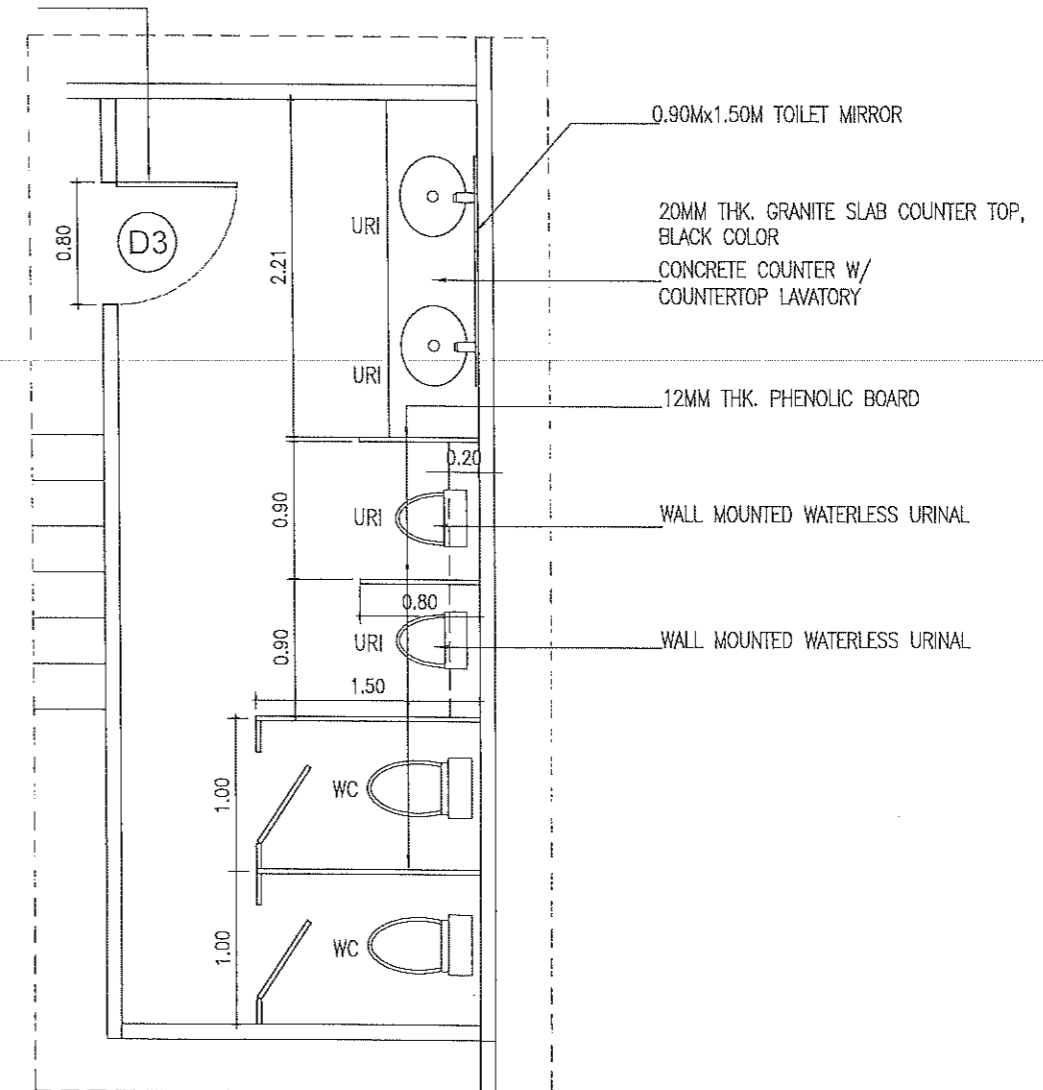 0.90Mx1.50M TOILET MIRROR
20MM THK. GRANITE SLAB COUNTER TOP,
BLACK COLOR
CONCRETE COUNTER W/
COUNTERTOP LAVATORY
12MM THK. PHENOLIC BOARD
WALL MOUNTED WATERLESS URINAL
WALL MOUNTED WATERLESS URINAL
0.80
D3
2.21
URI
URI
0.20
0.90
URI
0.80
0.90
URI
1.50
1.00
WC
1.00
WC